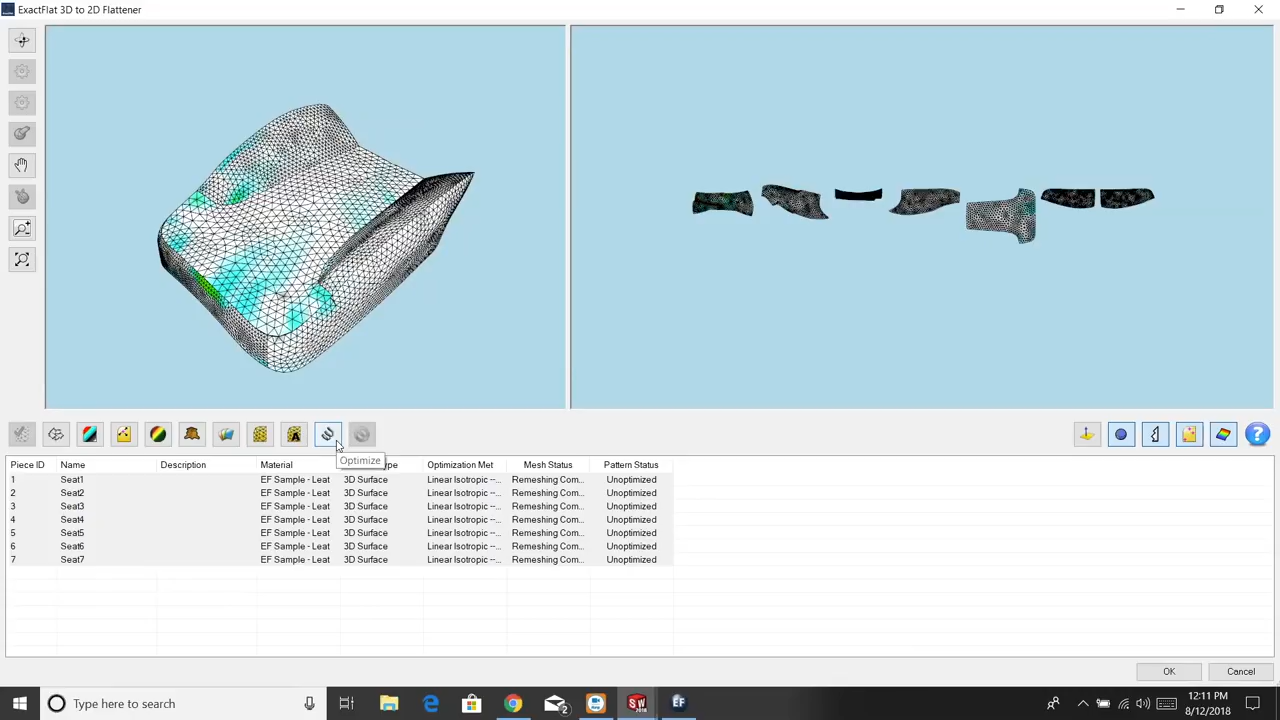 ExactFlat 3D to 2D Flattener
Optimize
Piece ID Name Description Material ype Optimization Met Mesh Status Pattern Status
1 Seat1 EF Sample - Leat 3D Surface Linear Isotropic --... Remeshing Com... Unoptimized
2 Seat2 EF Sample - Leat 3D Surface Linear Isotropic --... Remeshing Com... Unoptimized
3 Seat3 EF Sample - Leat 3D Surface Linear Isotropic --... Remeshing Com... Unoptimized
4 Seat4 EF Sample - Leat 3D Surface Linear Isotropic --... Remeshing Com... Unoptimized
5 Seat5 EF Sample - Leat 3D Surface Linear Isotropic --... Remeshing Com... Unoptimized
6 Seat6 EF Sample - Leat 3D Surface Linear Isotropic --... Remeshing Com... Unoptimized
7 Seat7 EF Sample - Leat 3D Surface Linear Isotropic --... Remeshing Com... Unoptimized
OK Cancel
Type here to search
2
SW
2018
EF
12:11 PM
8/12/2018